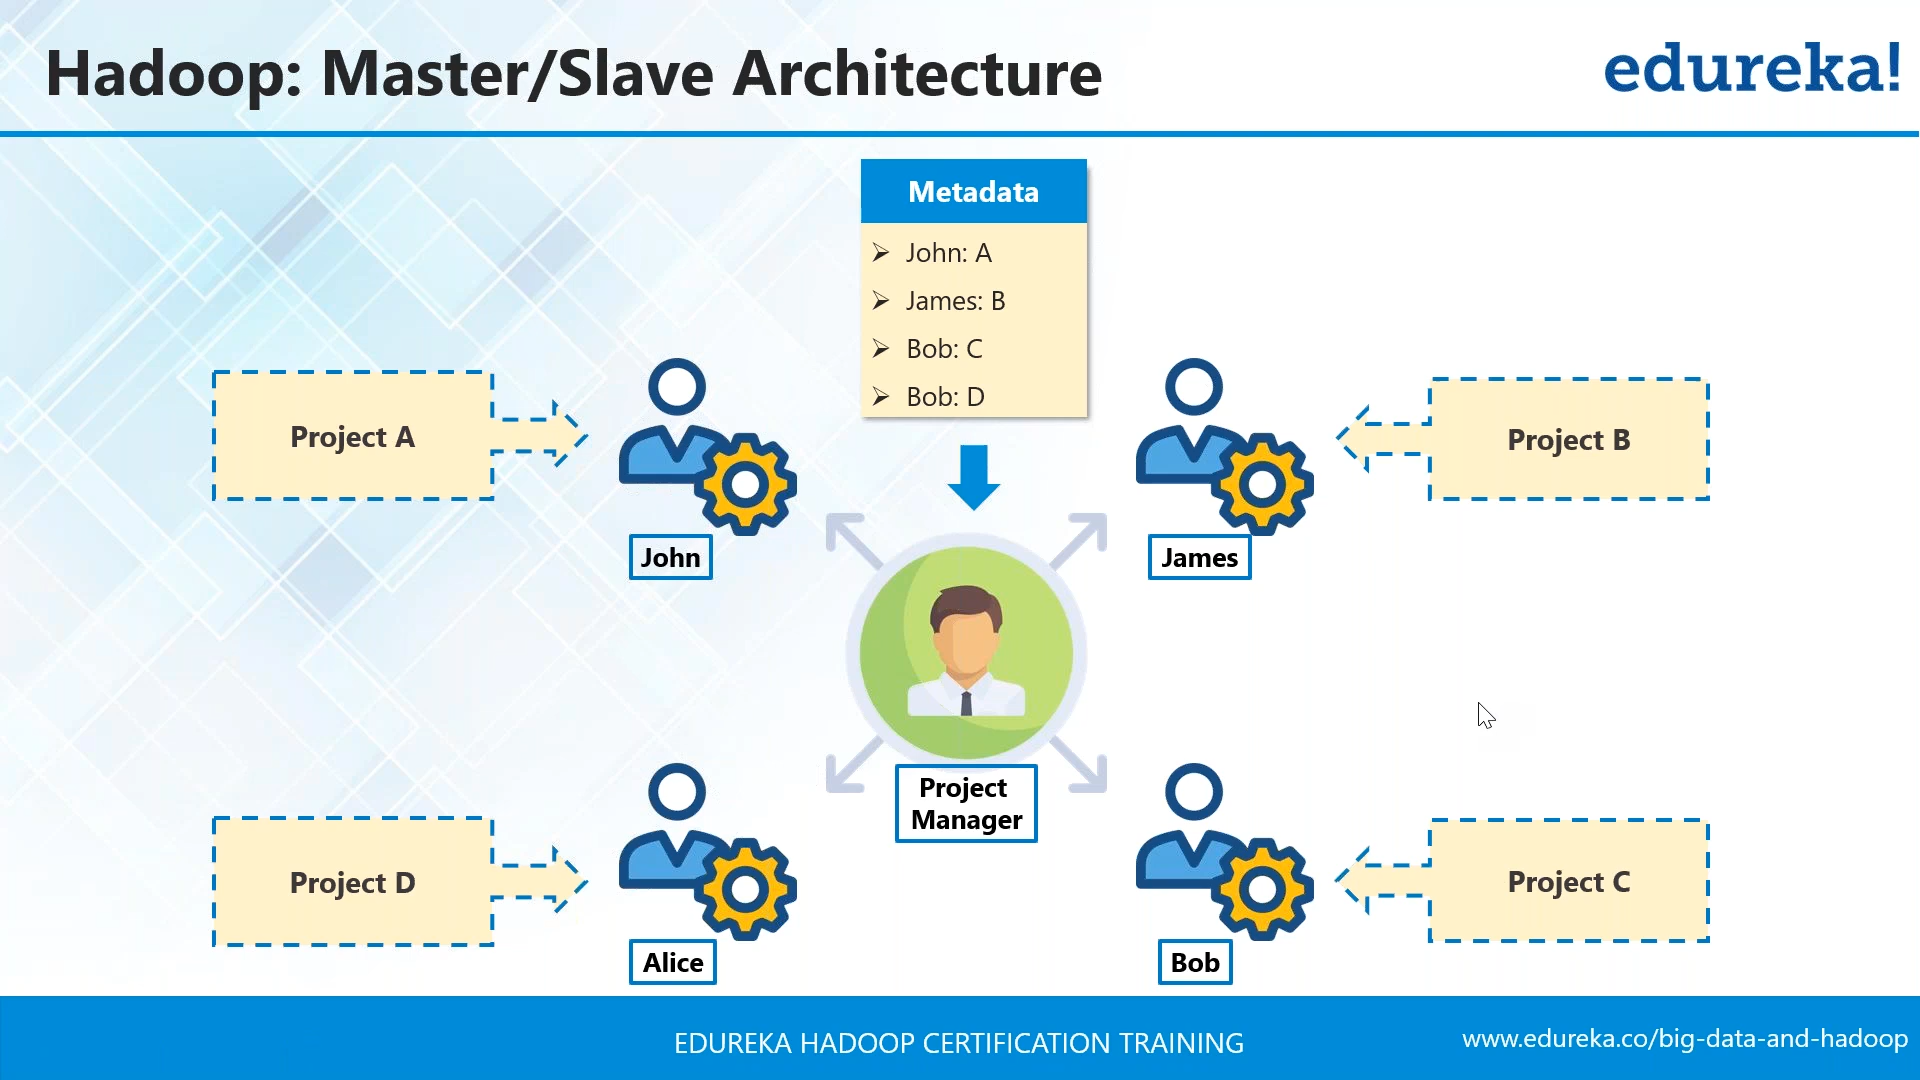 Hadoop: Master/Slave Architecture
edureka!
Metadata
➢ John: A
➢ James: B
➢ Bob: C
➢ Bob: D
Project A
John
James
Project B
Project
Manager
Project D
Alice
Bob
Project C
EDUREKA HADOOP CERTIFICATION TRAINING
www.edureka.co/big-data-and-hadoop